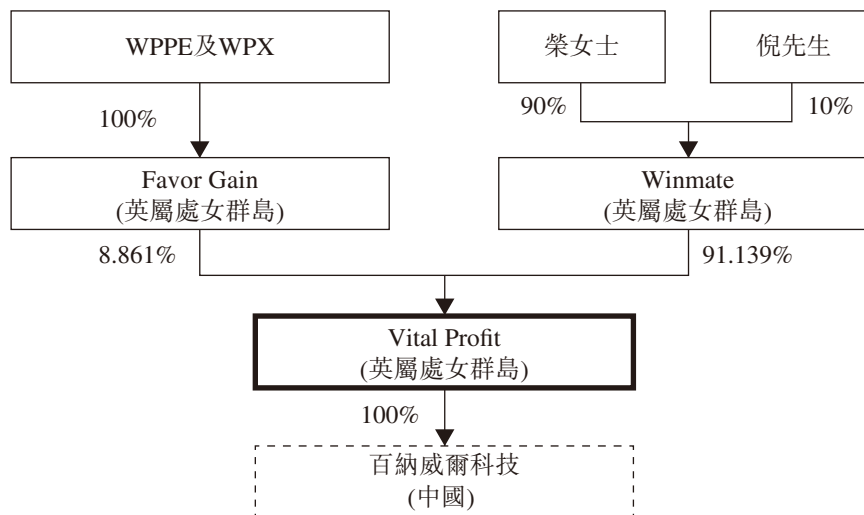 WPPE及WPX
榮女士
倪先生
100%
90%
10%
Favor Gain
(英屬處女群島)
Winmate
(英屬處女群島)
8.861%
91.139%
Vital Profit
(英屬處女群島)
100%
百納威爾科技
(中國)